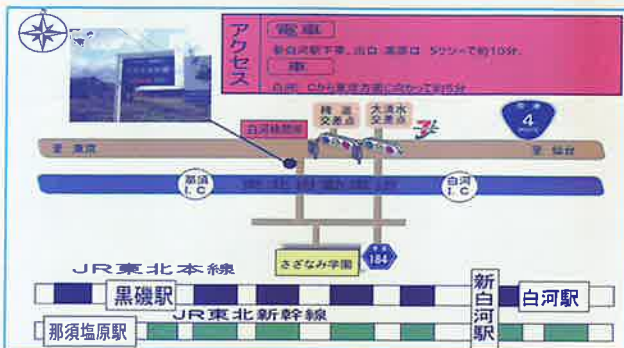 アクセス
電車
新白河駅下車、出口 高原口 タクシーで約10分。
車
白河I.Cから東京方面に向かって約5分
国道
4
桟道
交差点
大清水
交差点
白河検問所
至 東京
至 仙台
那須
I.C
東北自動車道
白河
I.C
さざなみ学園
184
JR東北本線
黒磯駅
新白河駅
白河駅
JR東北新幹線
那須塩原駅